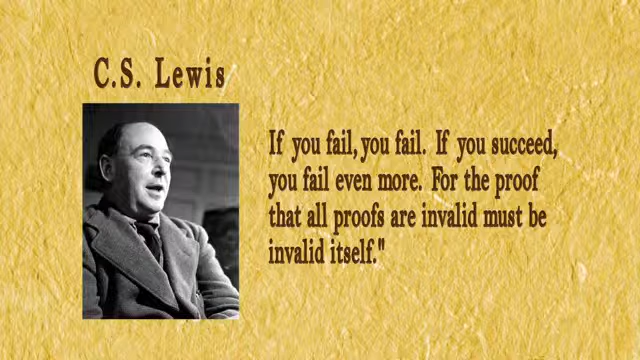 C.S. Lewis
If you fail, you fail. If you succeed,
you fail even more. For the proof
that all proofs are invalid must be
invalid itself."